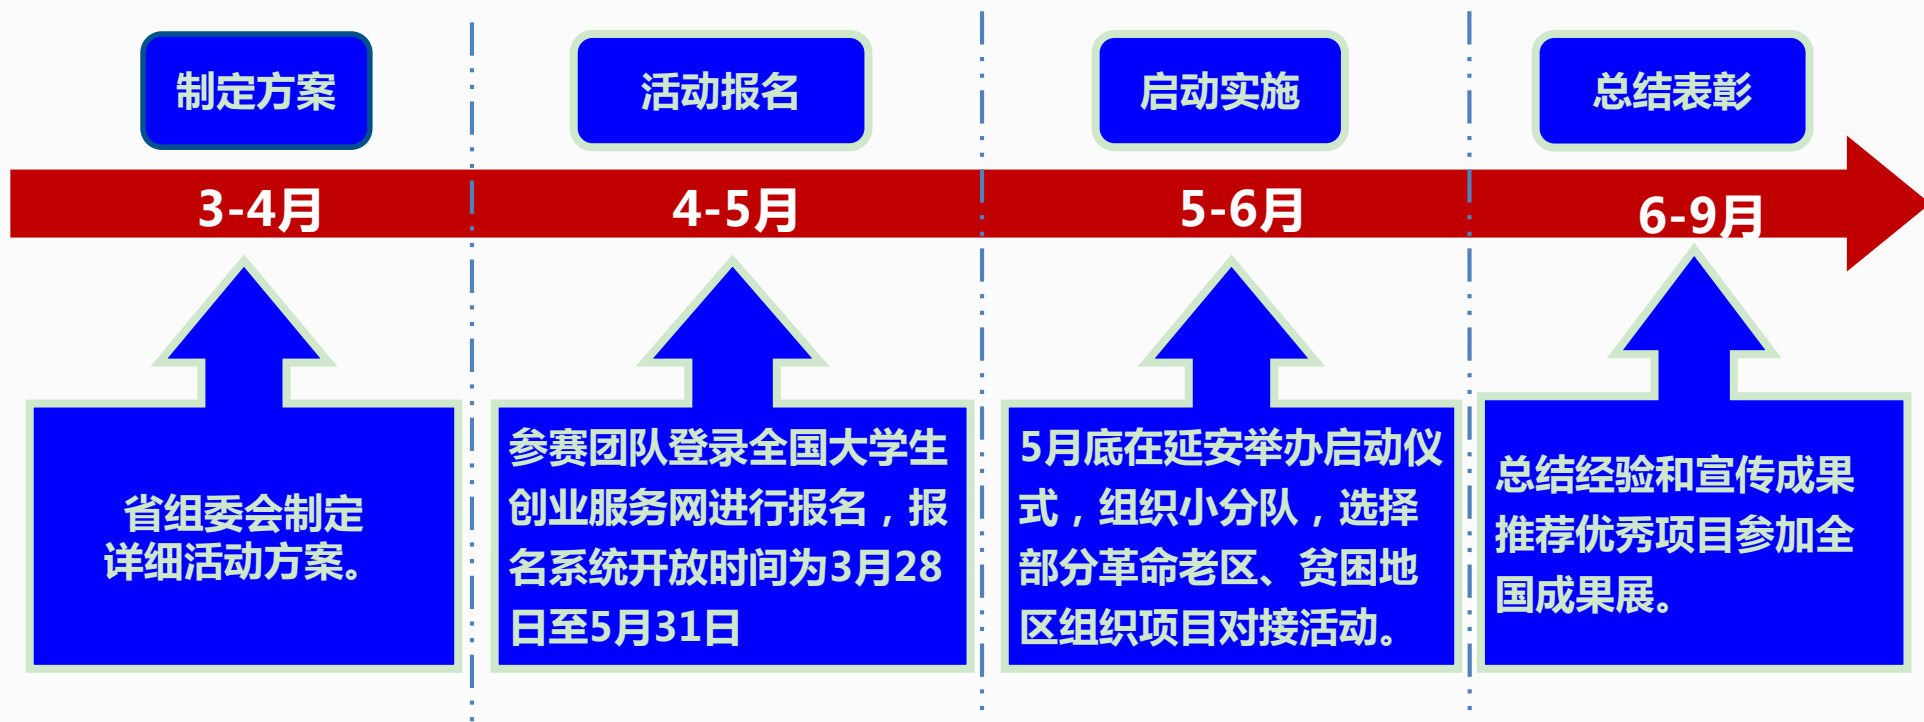 制定方案
活动报名
启动实施
总结表彰
3-4月
4-5月
5-6月
6-9月
省组委会制定
详细活动方案。
参赛团队登录全国大学生
创业服务网进行报名，报
名系统开放时间为3月28
日至5月31日
5月底在延安举办启动仪
式，组织小分队，选择
部分革命老区、贫困地
区组织项目对接活动。
总结经验和宣传成果
推荐优秀项目参加全
国成果展。